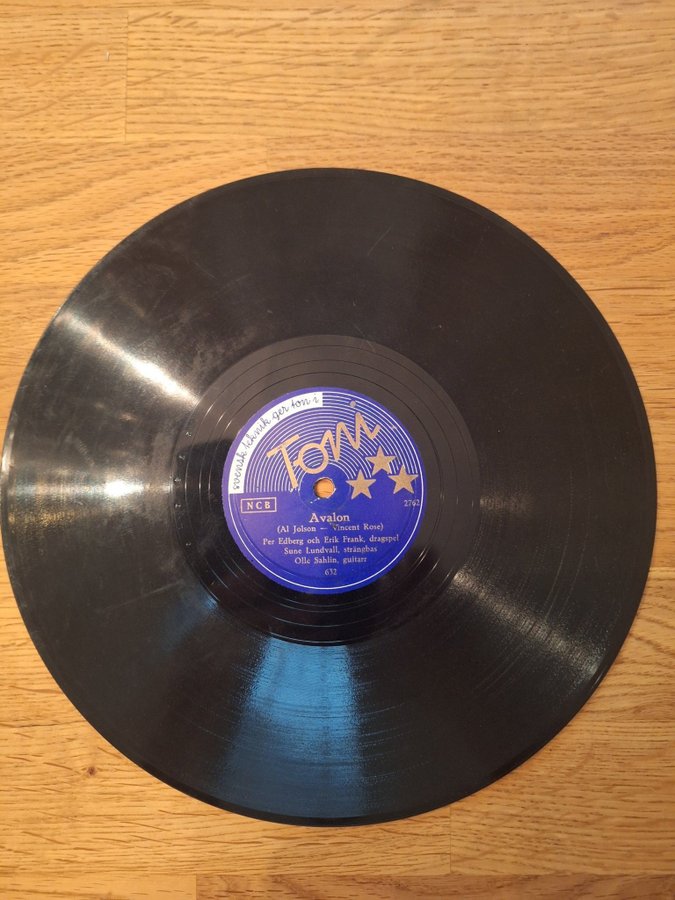 svensk teknik ger ton i
Toni
NCB
2762
Avalon
(Al Jolson — Vincent Rose)
Per Edberg och Erik Frank, dragspel
Sune Lundvall, strängbas
Olle Sahlin, guitarr
632